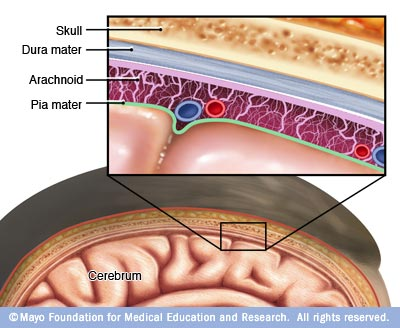 Skull
Dura mater
Arachnoid
Pia mater
Cerebrum
© Mayo Foundation for Medical Education and Research. All rights reserved.